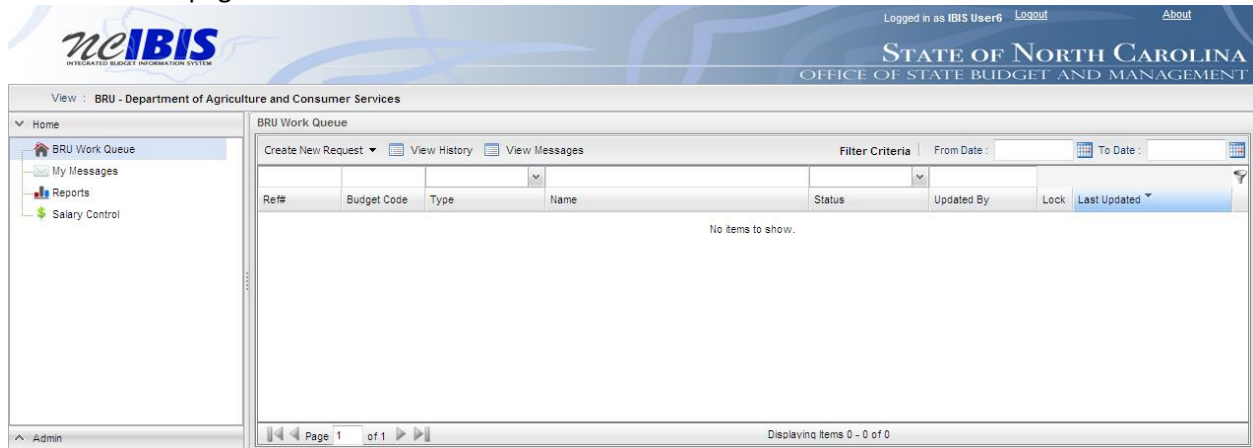 Logged in as IBIS User6 Logout About
ncIBIS
INTEGRATED BUDGET INFORMATION SYSTEM
STATE OF NORTH CAROLINA
OFFICE OF STATE BUDGET AND MANAGEMENT
View : BRU - Department of Agriculture and Consumer Services
Home
BRU Work Queue
My Messages
Reports
Salary Control
Admin
BRU Work Queue
Create New Request View History View Messages Filter Criteria From Date : To Date :
Ref# Budget Code Type Name Status Updated By Lock Last Updated
No items to show.
Page 1 of 1 Displaying Items 0 - 0 of 0